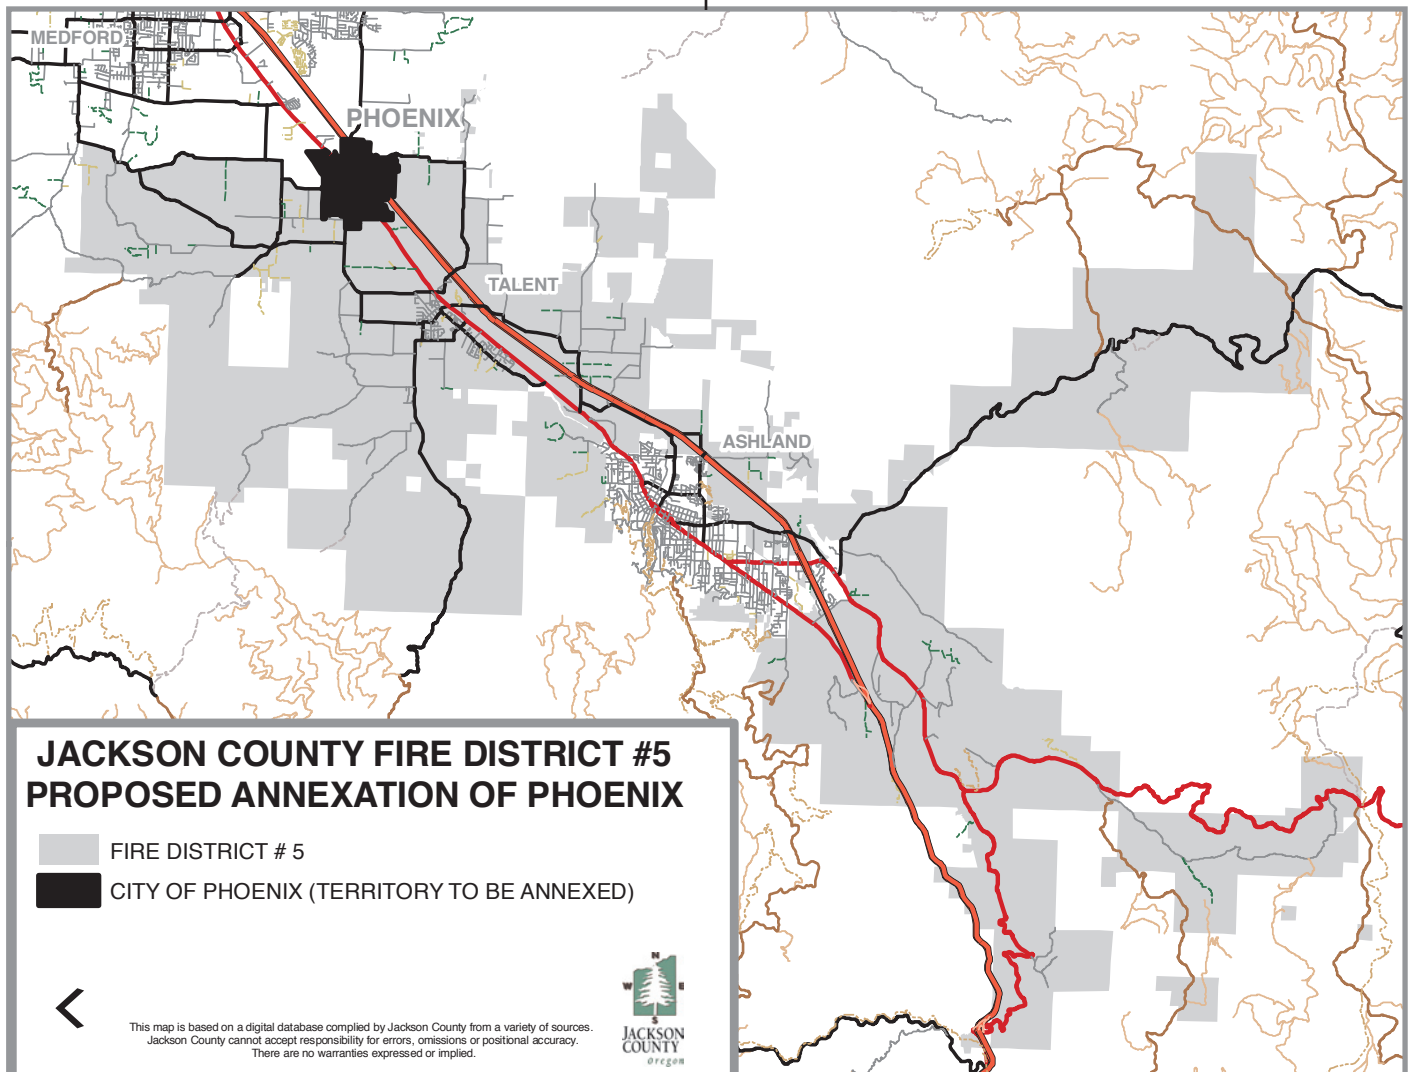 MEDFORD
PHOENIX
TALENT
ASHLAND
JACKSON COUNTY FIRE DISTRICT #5
PROPOSED ANNEXATION OF PHOENIX
FIRE DISTRICT # 5
CITY OF PHOENIX (TERRITORY TO BE ANNEXED)
N
W E
S
JACKSON
COUNTY
Oregon
This map is based on a digital database complied by Jackson County from a variety of sources.
Jackson County cannot accept responsibility for errors, omissions or positional accuracy.
There are no warranties expressed or implied.